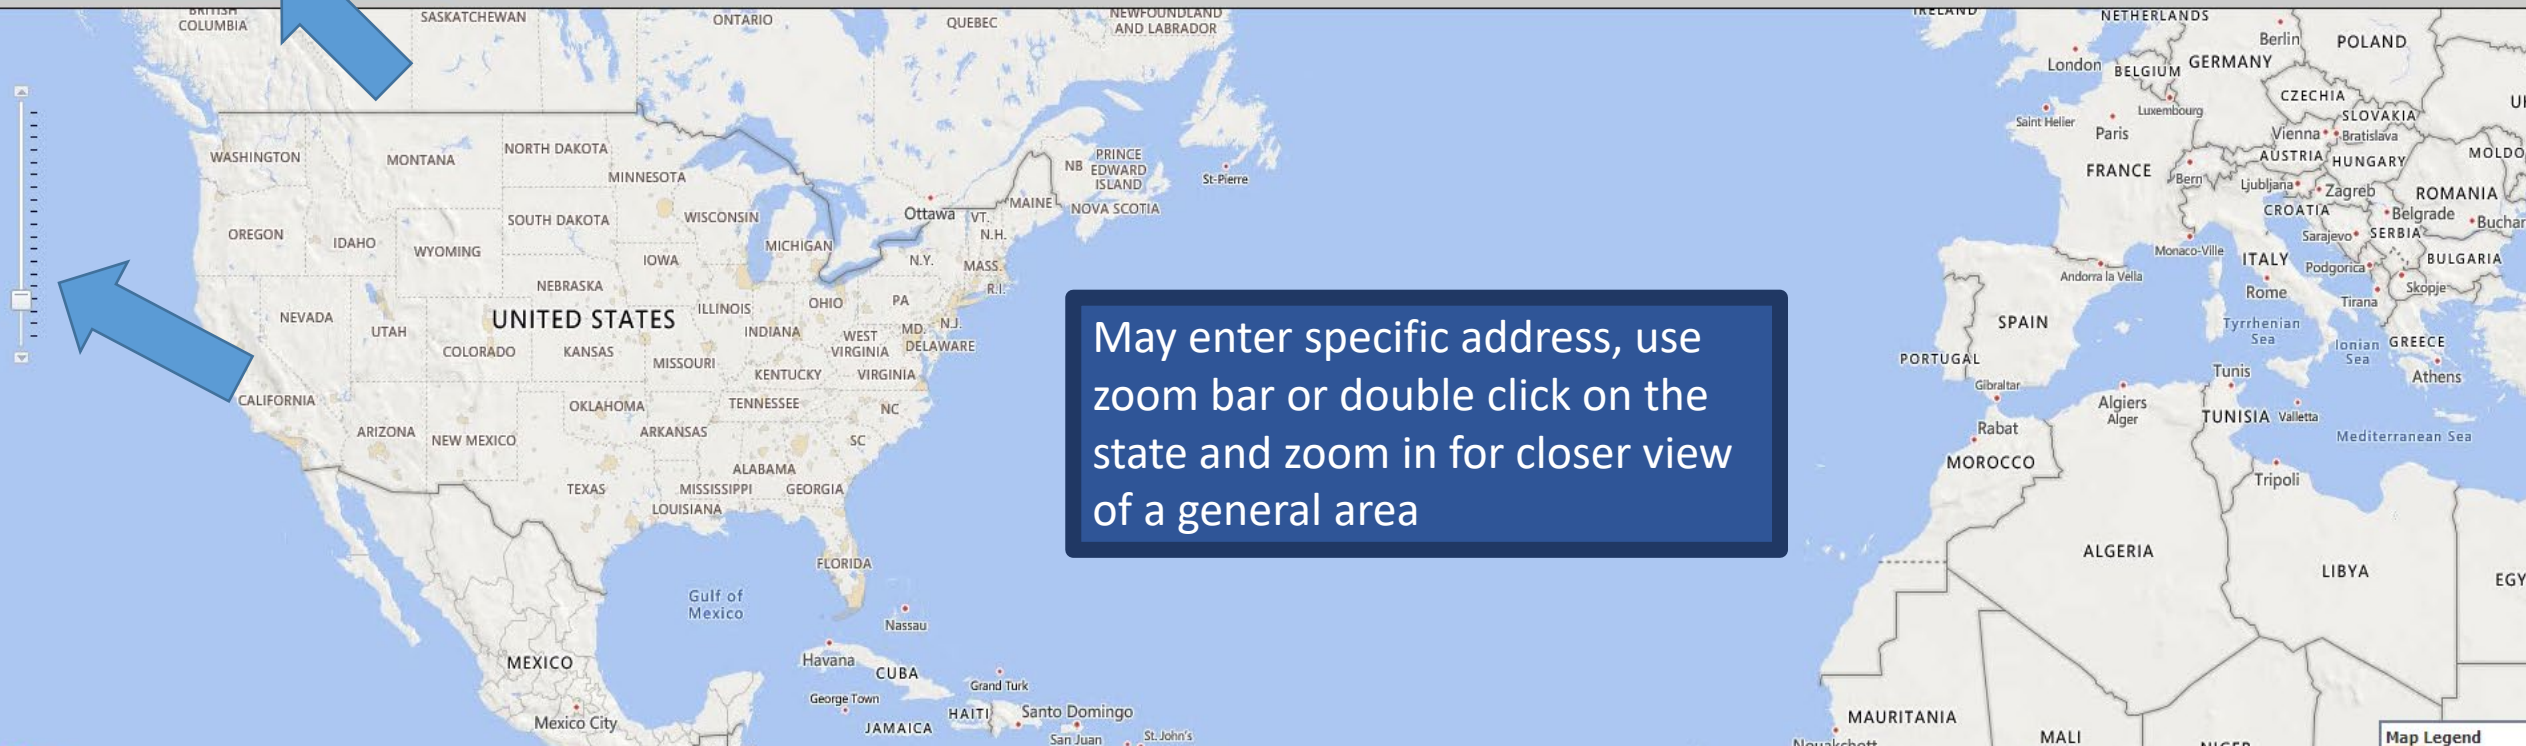 BRITISH
COLUMBIA
SASKATCHEWAN
ONTARIO
QUEBEC
NEWFOUNDLAND
AND LABRADOR
IRELAND
NETHERLANDS
Berlin
POLAND
London
BELGIUM
GERMANY
CZECHIA
Luxembourg
SLOVAKIA
Saint Helier
Paris
Vienna
Bratislava
WASHINGTON
MONTANA
NORTH DAKOTA
MINNESOTA
NB
PRINCE
EDWARD
ISLAND
St-Pierre
FRANCE
Bern
AUSTRIA
HUNGARY
MOLDO
Ljubljana
Zagreb
ROMANIA
SOUTH DAKOTA
WISCONSIN
Ottawa
VT.
MAINE
NOVA SCOTIA
CROATIA
Belgrade
Buchar
OREGON
IDAHO
WYOMING
MICHIGAN
N.H.
Sarajevo
SERBIA
IOWA
N.Y.
MASS.
Monaco-Ville
ITALY
Podgorica
BULGARIA
Andorra la Vella
NEBRASKA
R.I.
Rome
Skopje
Tirana
NEVADA
UTAH
UNITED STATES
ILLINOIS
OHIO
PA
INDIANA
WEST
VIRGINIA
MD.
N.J.
DELAWARE
SPAIN
Tyrrhenian
Sea
Ionian
Sea
GREECE
COLORADO
KANSAS
MISSOURI
KENTUCKY
VIRGINIA
PORTUGAL
Gibraltar
Tunis
Athens
CALIFORNIA
OKLAHOMA
TENNESSEE
NC
Algiers
Alger
TUNISIA
Valletta
ARIZONA
NEW MEXICO
ARKANSAS
SC
Rabat
Mediterranean Sea
ALABAMA
MOROCCO
Tripoli
TEXAS
MISSISSIPPI
GEORGIA
LOUISIANA
May enter specific address, use
zoom bar or double click on the
state and zoom in for closer view
of a general area
FLORIDA
ALGERIA
LIBYA
EGY
Gulf of
Mexico
Nassau
MEXICO
Havana
CUBA
Grand Turk
George Town
HAITI
Santo Domingo
Mexico City
JAMAICA
San Juan
St. John's
MAURITANIA
MALI
Map Legend